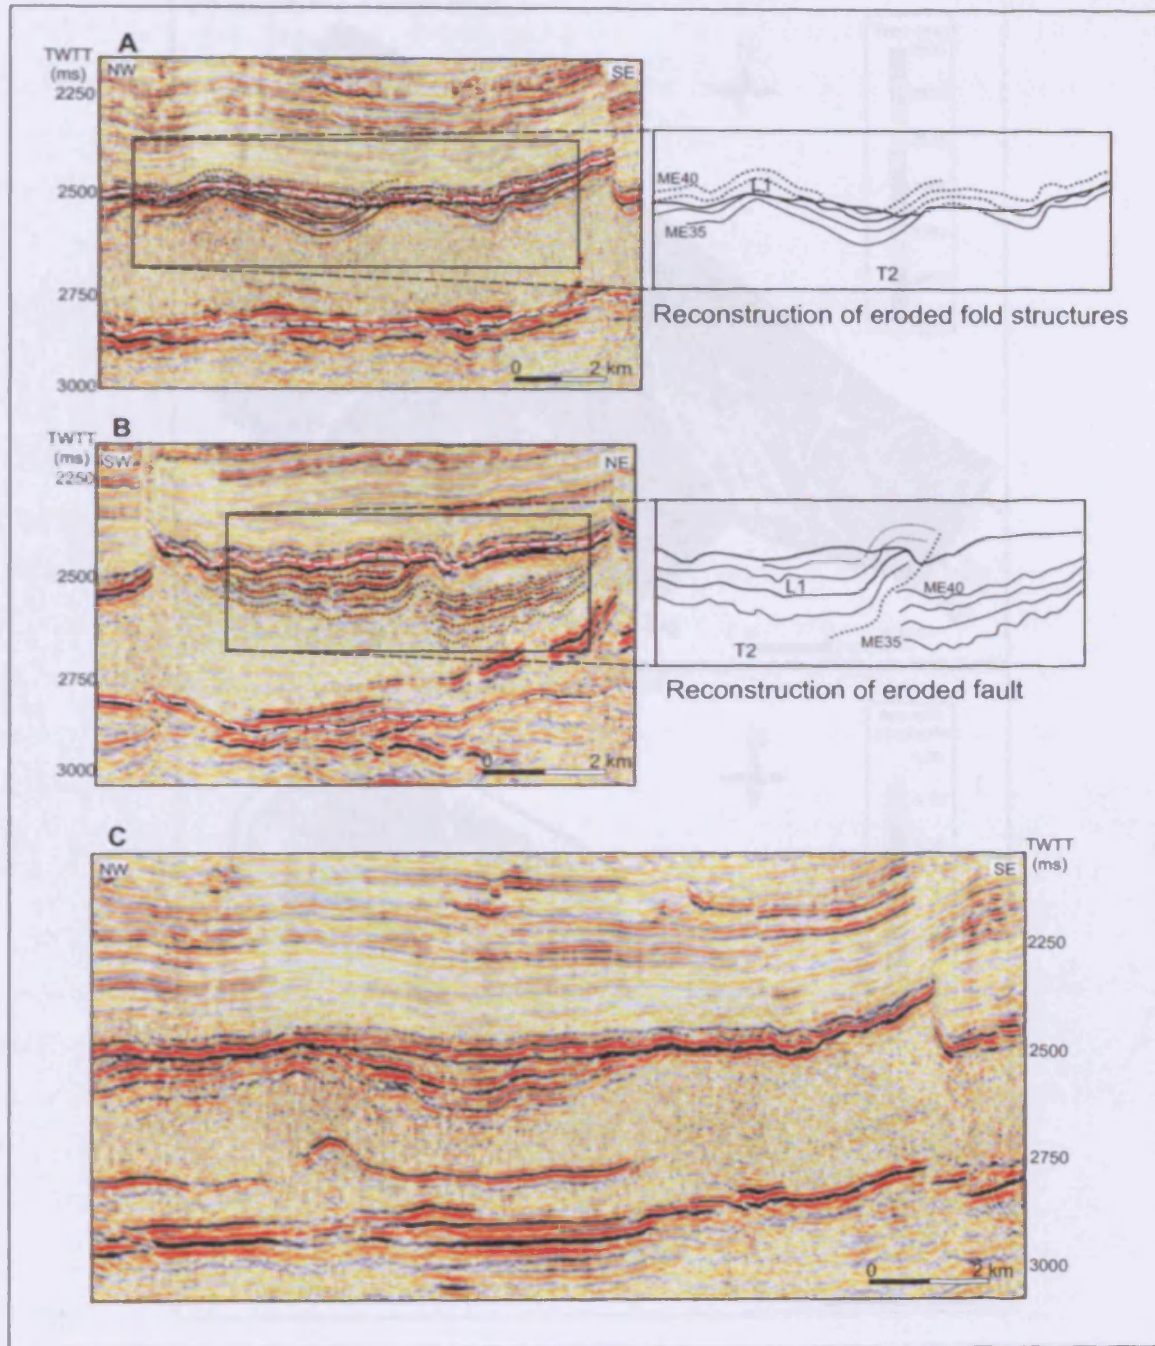 A
TWTT
(ms)
NW
SE
2250
2500
2750
3000
0 2 km
ME40
L1
ME35
T2
Reconstruction of eroded fold structures
B
TWTT
(ms)
SW
NE
2250
2500
2750
3000
0 2 km
L1
ME40
ME35
T2
Reconstruction of eroded fault
C
NW
SE
TWTT
(ms)
2250
2500
2750
3000
0 2 km